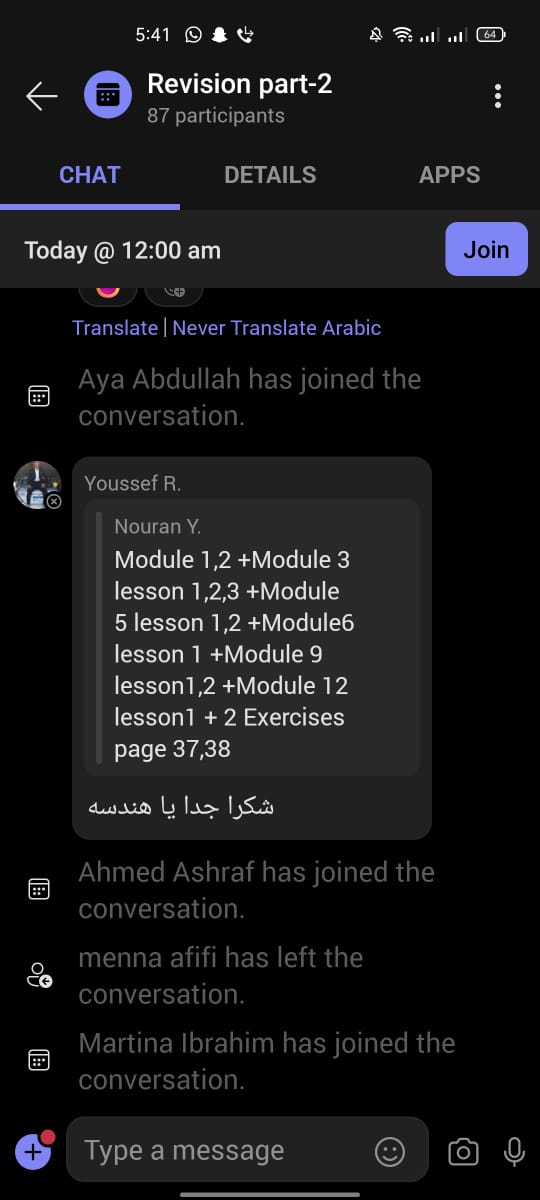 5:41
64
Revision part-2
87 participants
CHAT
DETAILS
APPS
Today @ 12:00 am
Join
Translate | Never Translate Arabic
Aya Abdullah has joined the
conversation.
Youssef R.
Nouran Y.
Module 1,2 +Module 3
lesson 1,2,3 +Module
5 lesson 1,2 +Module6
lesson 1 +Module 9
lesson1,2 +Module 12
lesson1 + 2 Exercises
page 37,38
شكرا جدا يا هندسه
Ahmed Ashraf has joined the
conversation.
menna afifi has left the
conversation.
Martina Ibrahim has joined the
conversation.
Type a message